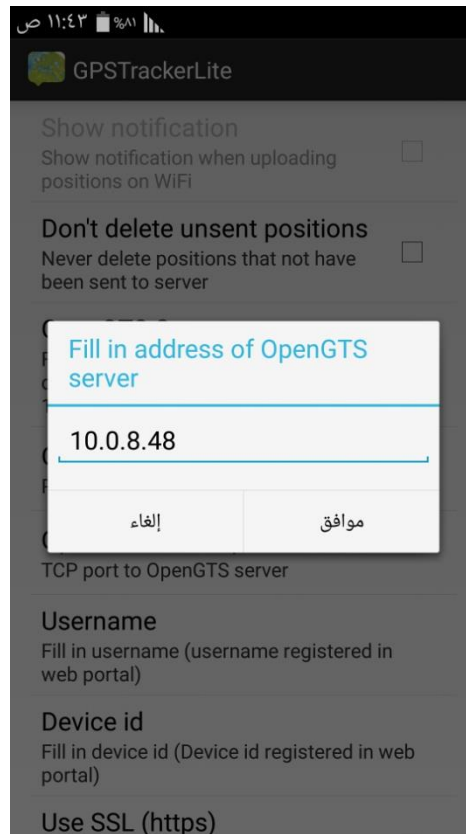 ١١:٤٣ ص %٨١
GPSTrackerLite
Show notification
Show notification when uploading
positions on WiFi
Don't delete unsent positions
Never delete positions that not have
been sent to server
Fill in address of OpenGTS
server
10.0.8.48
إلغاء موافق
TCP port to OpenGTS server
Username
Fill in username (username registered in
web portal)
Device id
Fill in device id (Device id registered in web
portal)
Use SSL (https)